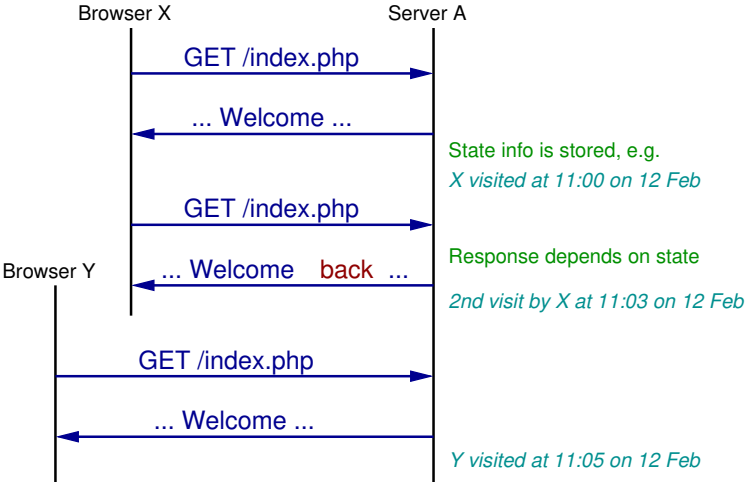 Browser X
Server A
GET /index.php
... Welcome ...
State info is stored, e.g.
X visited at 11:00 on 12 Feb
GET /index.php
Response depends on state
Browser Y
... Welcome back ...
2nd visit by X at 11:03 on 12 Feb
GET /index.php
... Welcome ...
Y visited at 11:05 on 12 Feb